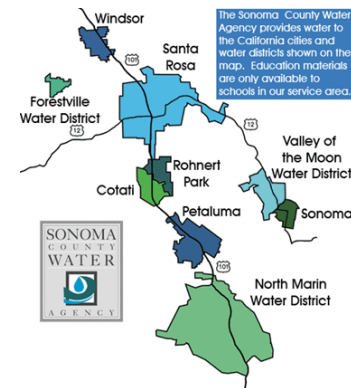 Windsor
The Sonoma County Water
Agency provides water to
the California cities and
water districts shown on the
map. Education materials
are only available to
schools in our service area.
101
Santa
Rosa
Forestville
Water District
12
12
Valley of
the Moon
Water District
Rohnert
Park
Cotati
Sonoma
Petaluma
SONOMA
COUNTY
WATER
AGENCY
101
North Marin
Water District